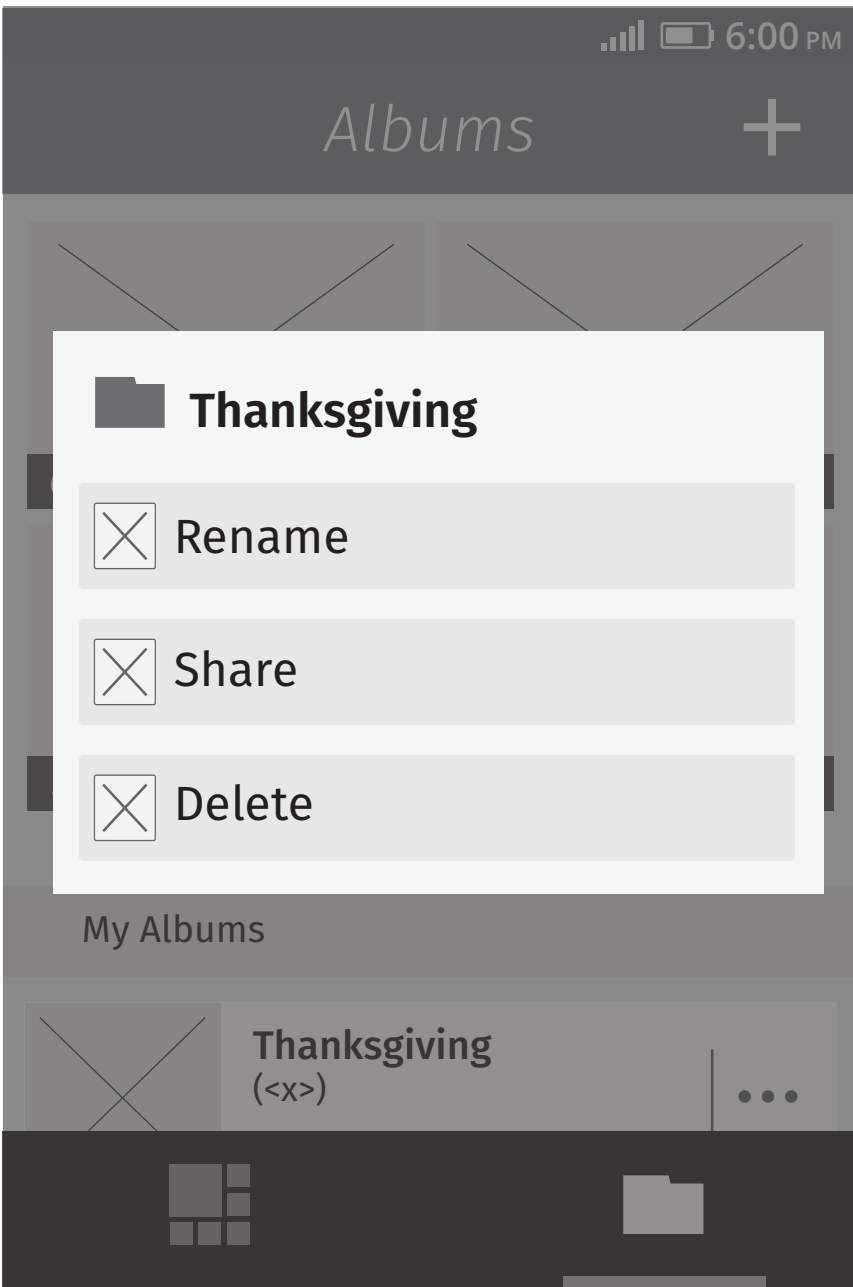 6:00 PM
Albums
Thanksgiving
Rename
Share
Delete
My Albums
Thanksgiving
(<x>)